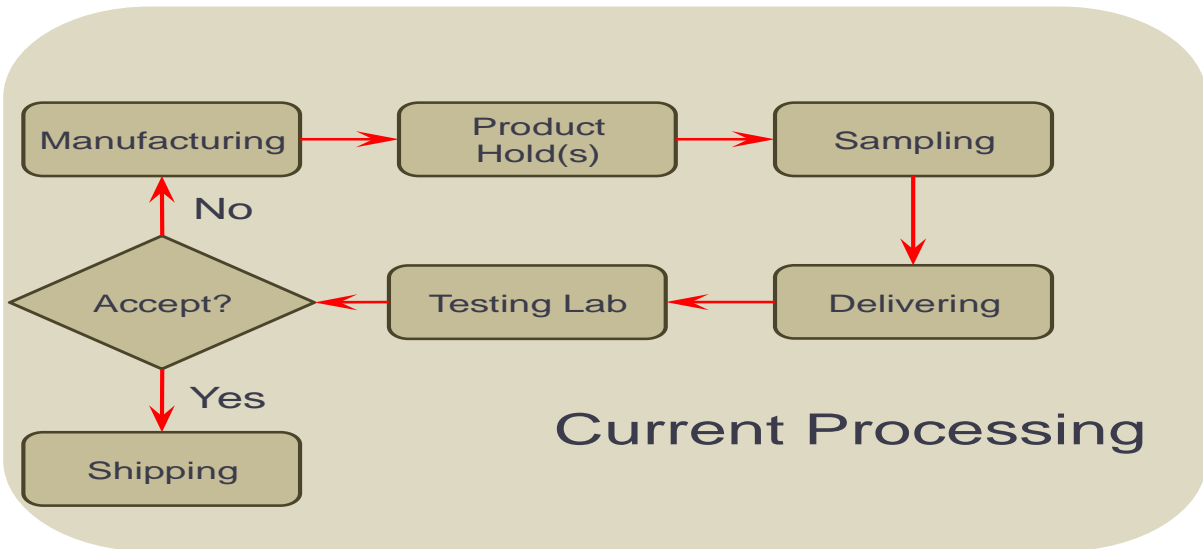 Manufacturing
Product
Hold(s)
Sampling
No
Accept?
Testing Lab
Delivering
Yes
Current Processing
Shipping